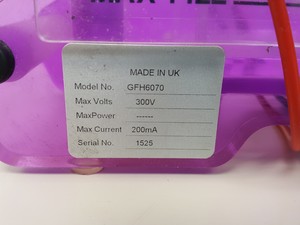 MADE IN UK
Model No. GFH6070
Max Volts 300V
MaxPower ------
Max Current 200mA
Serial No. 1525